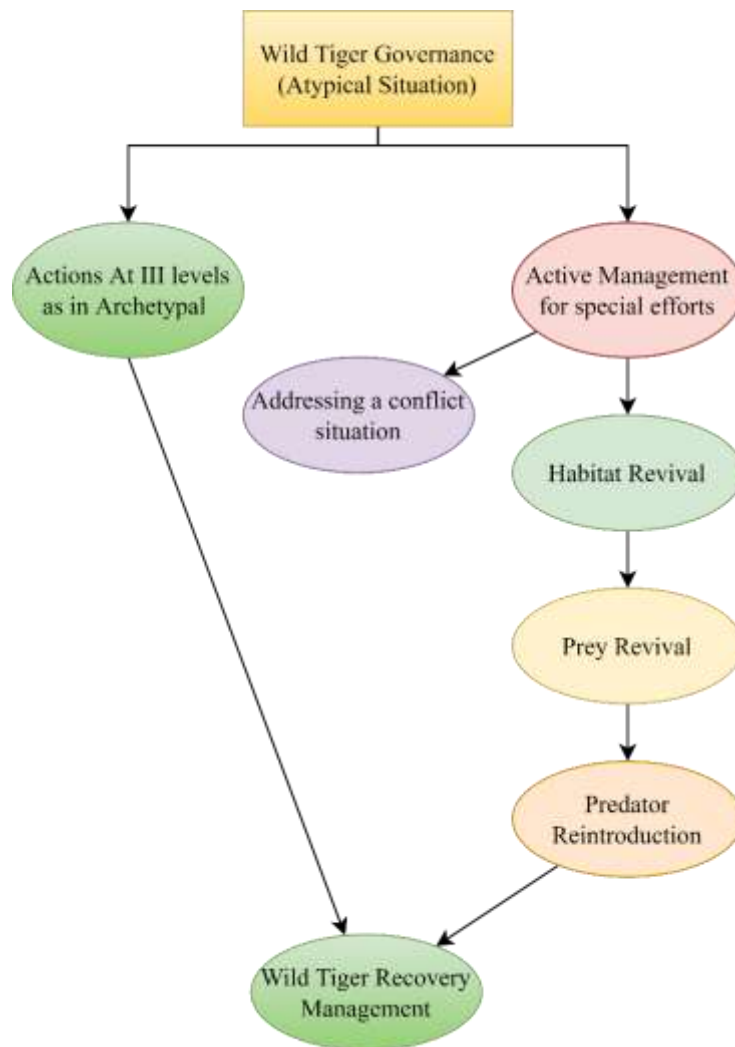 Wild Tiger Governance
(Atypical Situation)
Actions At III levels
as in Archetypal
Active Management
for special efforts
Addressing a conflict
situation
Habitat Revival
Prey Revival
Predator
Reintroduction
Wild Tiger Recovery
Management